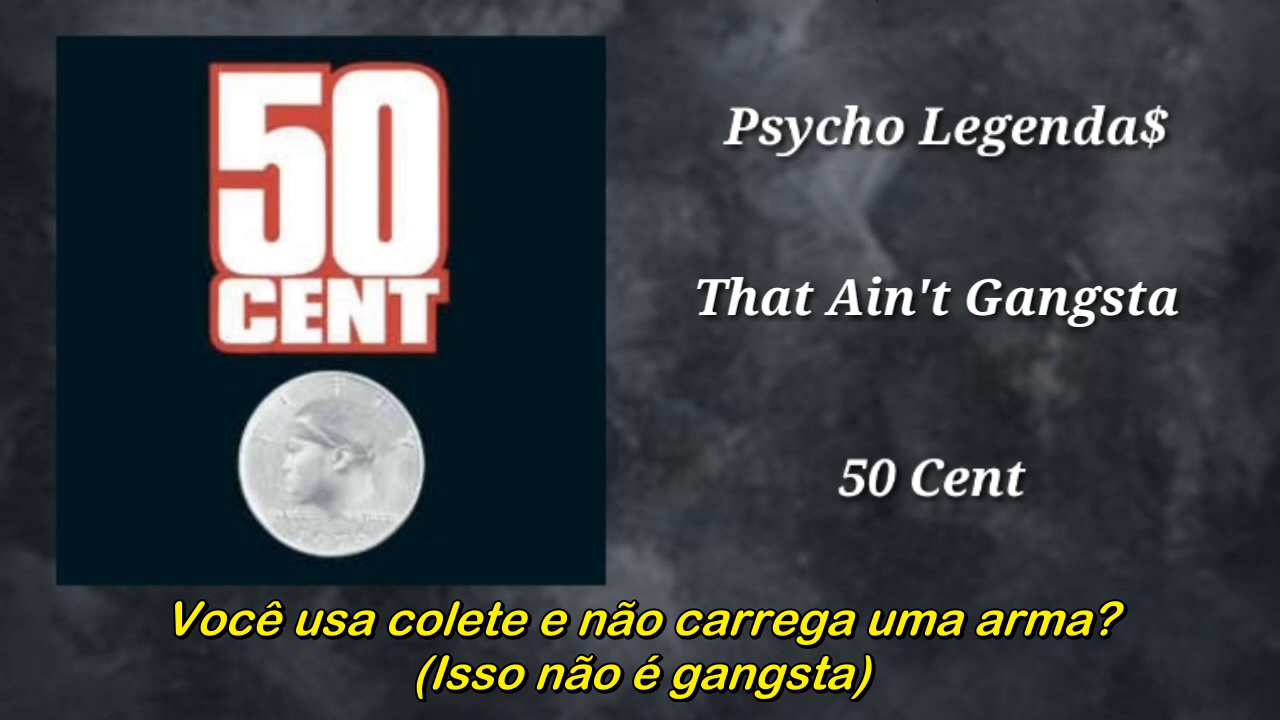 50
CENT
Psycho Legenda$
That Ain't Gangsta
50 Cent
Você usa colete e não carrega uma arma?
(Isso não é gangsta)